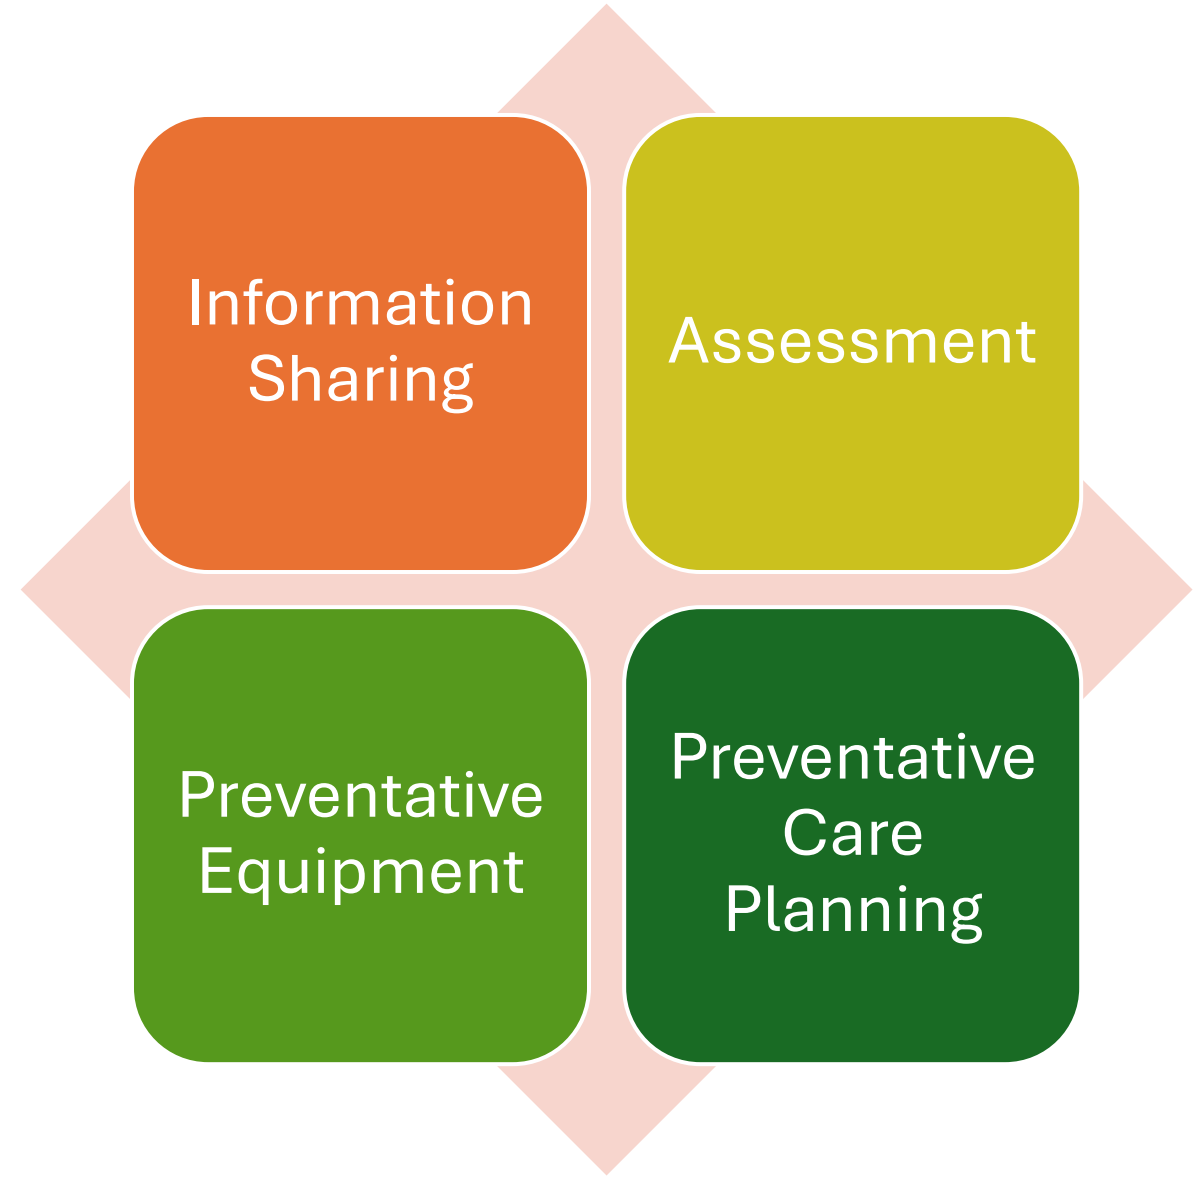 Information
Sharing
Assessment
Preventative
Equipment
Preventative
Care
Planning